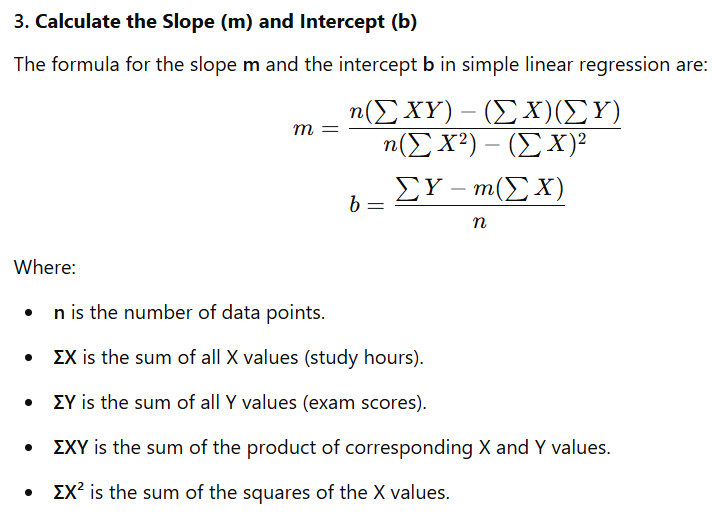 3. Calculate the Slope (m) and Intercept (b)
The formula for the slope m and the intercept b in simple linear regression are:
m = \frac{n(\sum XY) - (\sum X)(\sum Y)}{n(\sum X^2) - (\sum X)^2}
b = \frac{\sum Y - m(\sum X)}{n}
Where:
• n is the number of data points.
• ΣX is the sum of all X values (study hours).
• ΣY is the sum of all Y values (exam scores).
• ΣXY is the sum of the product of corresponding X and Y values.
• ΣX² is the sum of the squares of the X values.